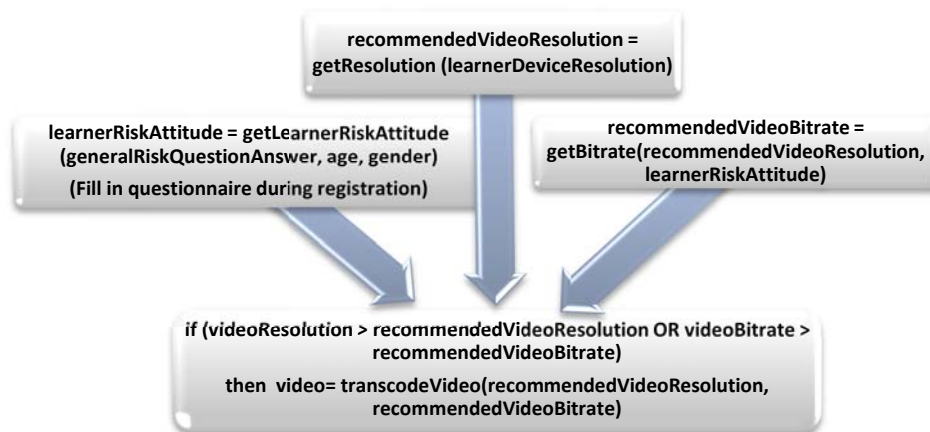 recommendedVideoResolution =
getResolution (learnerDeviceResolution)
learnerRiskAttitude = getLearnerRiskAttitude
(generalRiskQuestionAnswer, age, gender)
(Fill in questionnaire during registration)
recommendedVideoBitrate =
getBitrate(recommendedVideoResolution,
learnerRiskAttitude)
if (videoResolution > recommendedVideoResolution OR videoBitrate >
recommendedVideoBitrate)
then video= transcodeVideo(recommendedVideoResolution,
recommendedVideoBitrate)